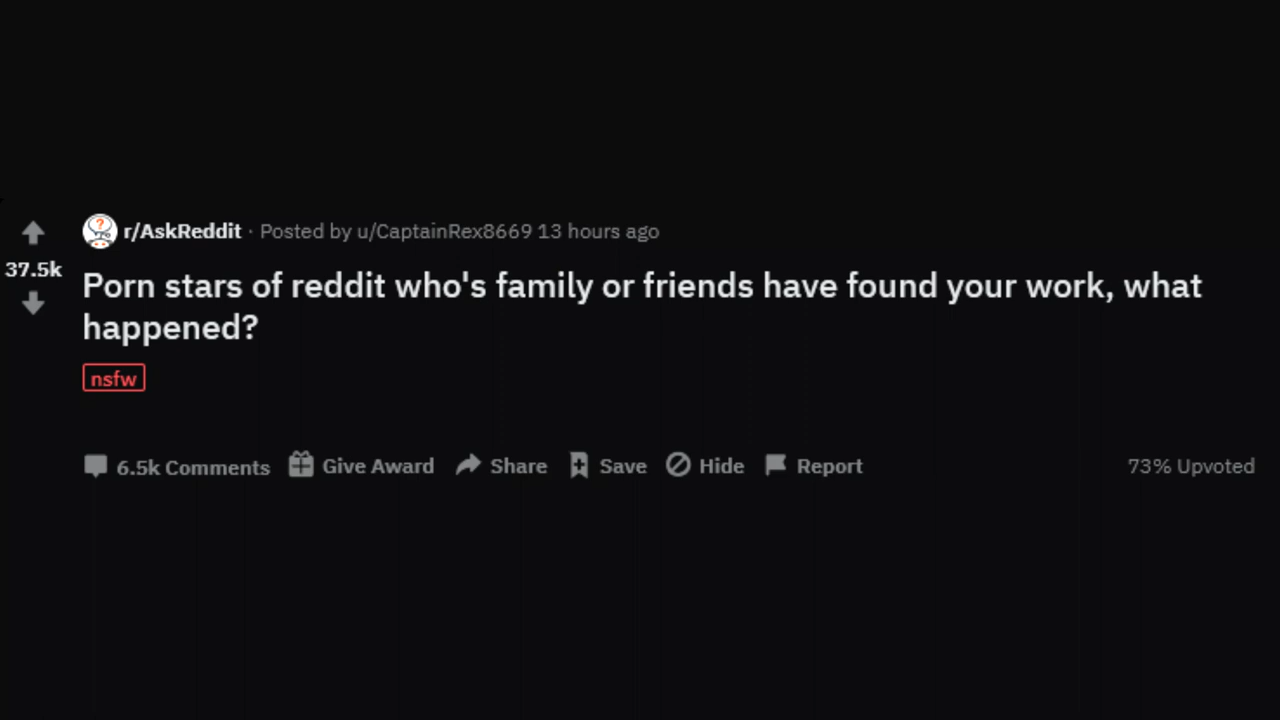 r/AskReddit · Posted by u/CaptainRex8669 13 hours ago
37.5k
Porn stars of reddit who's family or friends have found your work, what
happened?
nsfw
6.5k Comments Give Award Share Save Hide Report 73% Upvoted